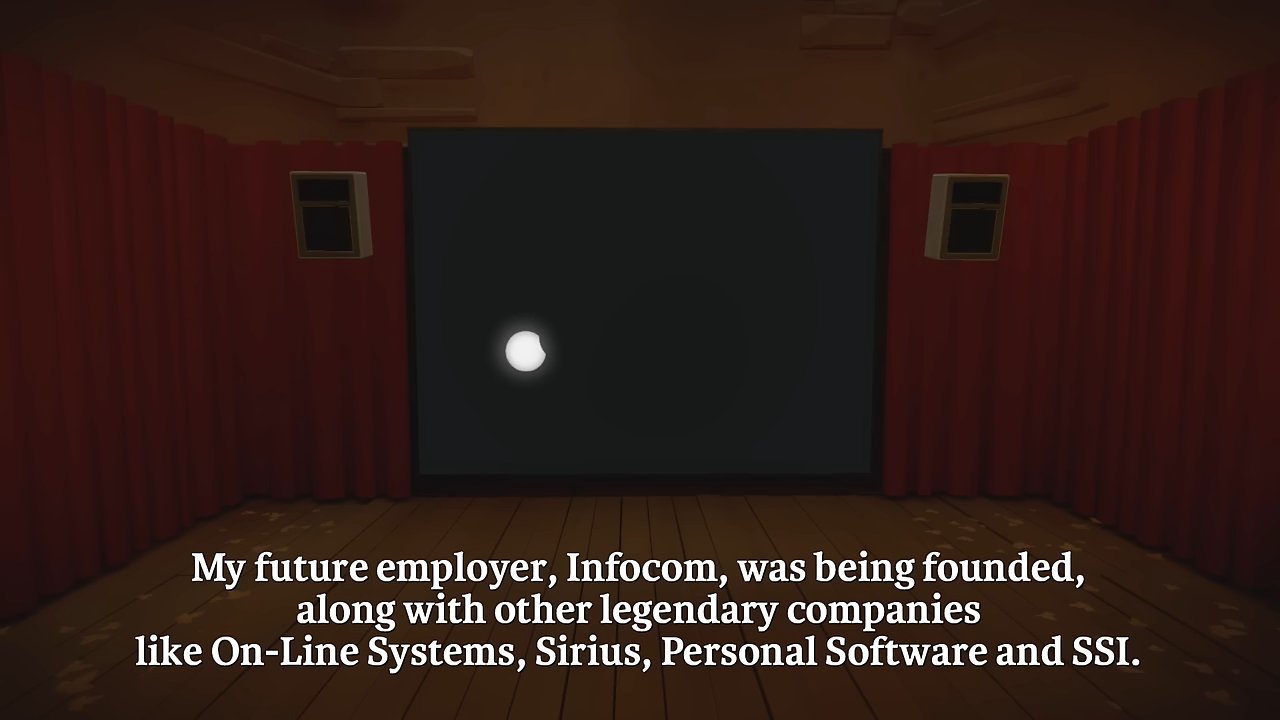 My future employer, Infocom, was being founded,
along with other legendary companies
like On-Line Systems, Sirius, Personal Software and SSI.